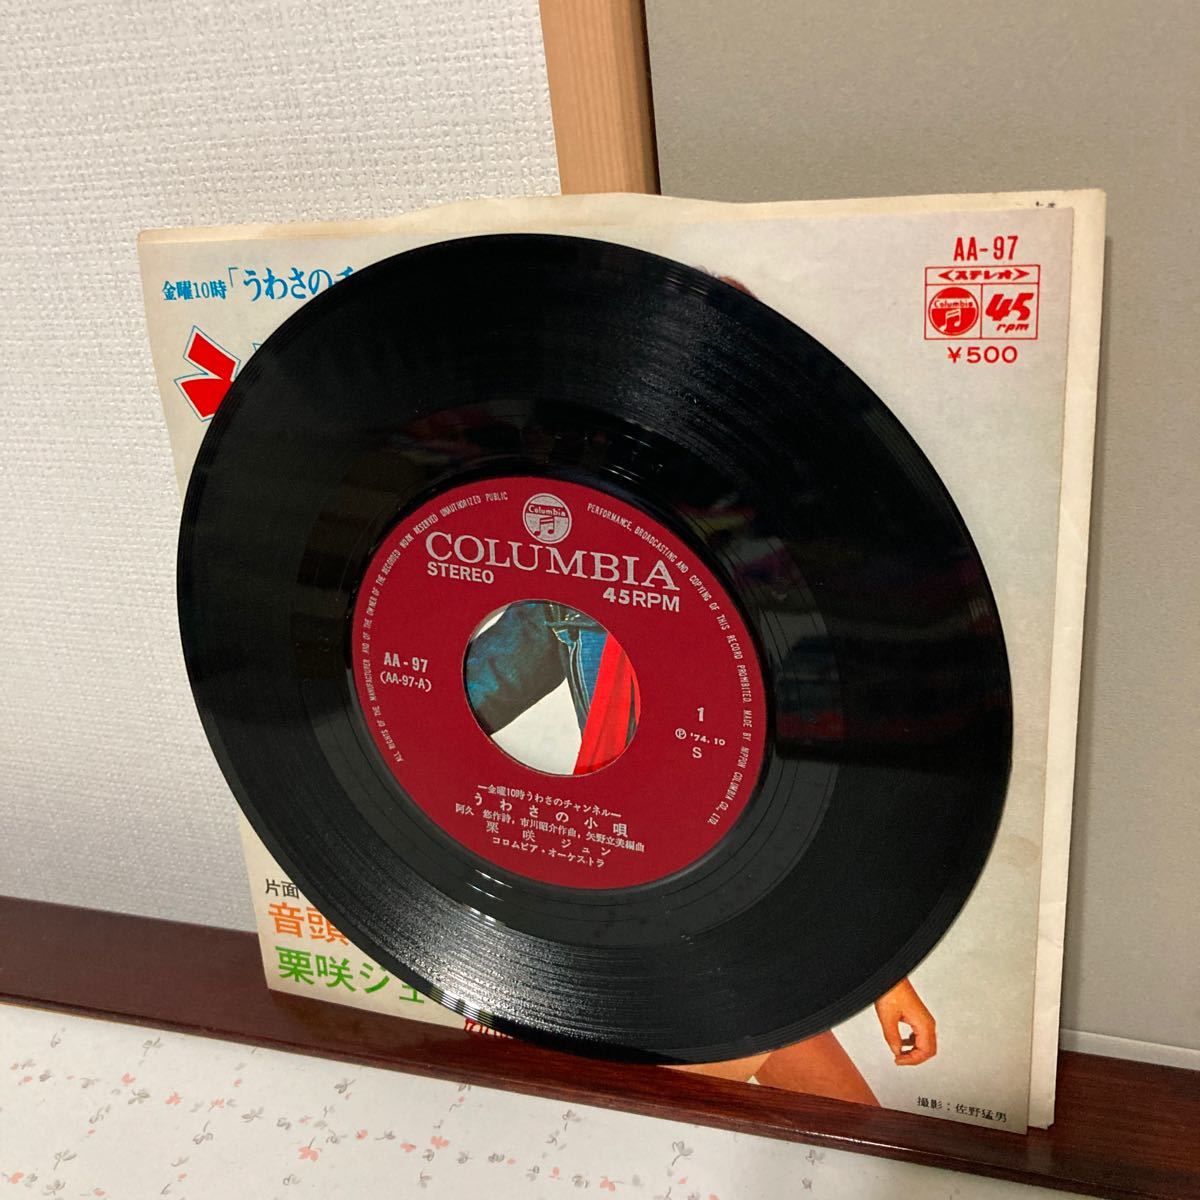 金曜10時「うわさのチ
AA-97
<ステレオ>
Columbia
45
rpm
¥500
片面
音頭
栗咲ジュ
撮影:佐野猛男
ALL RIGHTS OF THE MANUFACTURER AND OF THE OWNER OF THE RECORDED WORK RESERVED UNAUTHORIZED PUBLIC PERFORMANCE, BROADCASTING AND COPYING OF THIS RECORD PROHIBITED. MADE BY NIPPON COLUMBIA CO., LTD.
Columbia
COLUMBIA
STEREO
45RPM
AA-97
(AA-97-A)
1
Ⓟ '74.10
S
ー金曜10時うわさのチャンネルー
うわさの小唄
阿久 悠作詩, 市川昭介作曲, 矢野立美編曲
栗咲ジュン
コロムビア・オーケストラ